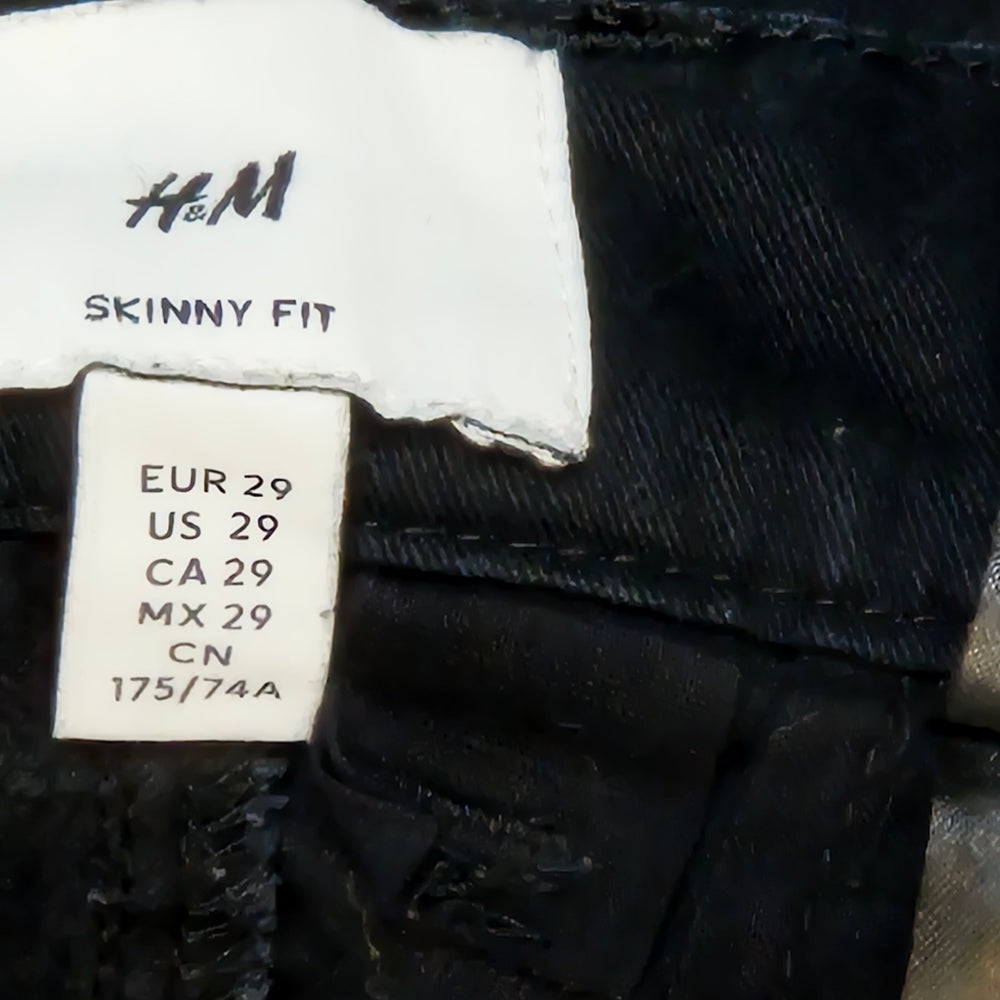 H&M
SKINNY FIT
EUR 29
US 29
CA 29
MX 29
CN
175/74A